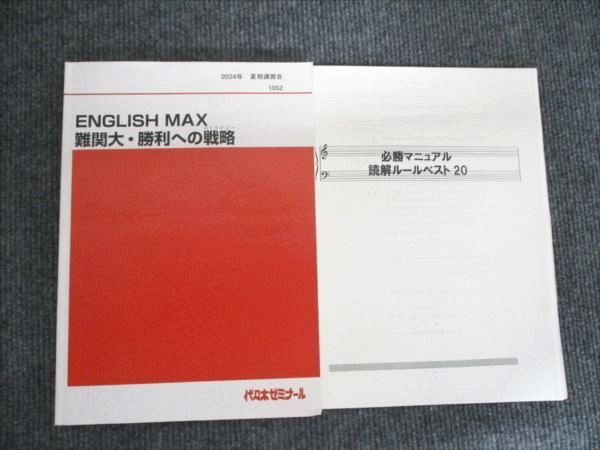 2024年 夏期講習会
1052
ENGLISH MAX
難関大・勝利への戦略
代々木ゼミナール
必勝マニュアル
読解ルールベスト20